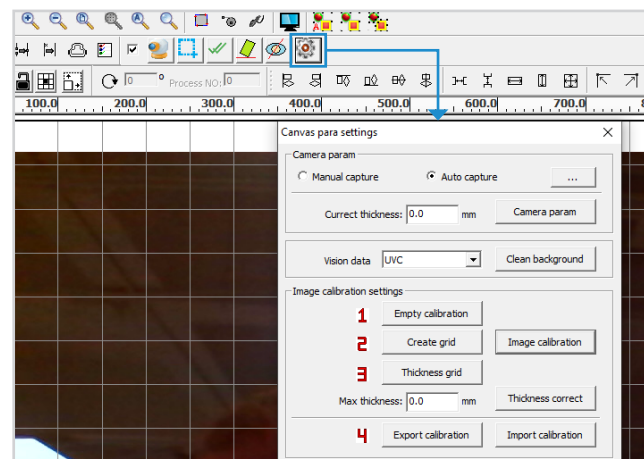 ° Process NO: 0
100.0 200.0 300.0 400.0 500.0 600.0 700.0
Canvas para settings
Camera param
Manual capture Auto capture ...
Currect thickness: 0.0 mm Camera param
Vision data UVC Clean background
Image calibration settings
1 Empty calibration
2 Create grid Image calibration
3 Thickness grid
Max thickness: 0.0 mm Thickness correct
4 Export calibration Import calibration